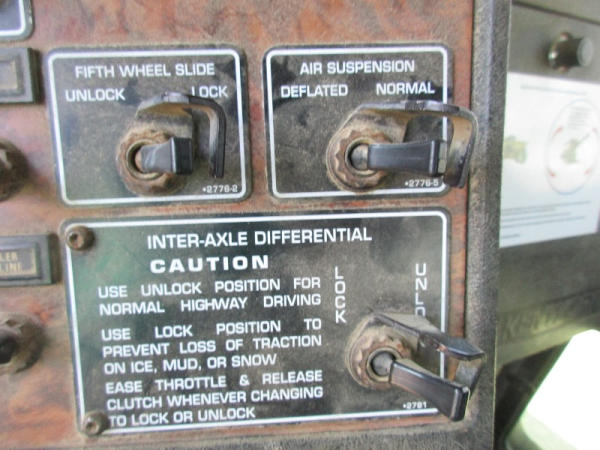 FIFTH WHEEL SLIDE
UNLOCK LOCK
•2776-2
AIR SUSPENSION
DEFLATED NORMAL
•2776-5
INTER-AXLE DIFFERENTIAL
CAUTION
USE UNLOCK POSITION FOR
NORMAL HIGHWAY DRIVING
USE LOCK POSITION TO
PREVENT LOSS OF TRACTION
ON ICE, MUD, OR SNOW
EASE THROTTLE & RELEASE
CLUTCH WHENEVER CHANGING
TO LOCK OR UNLOCK
LOCK
UNLO
•2781
LER
INE